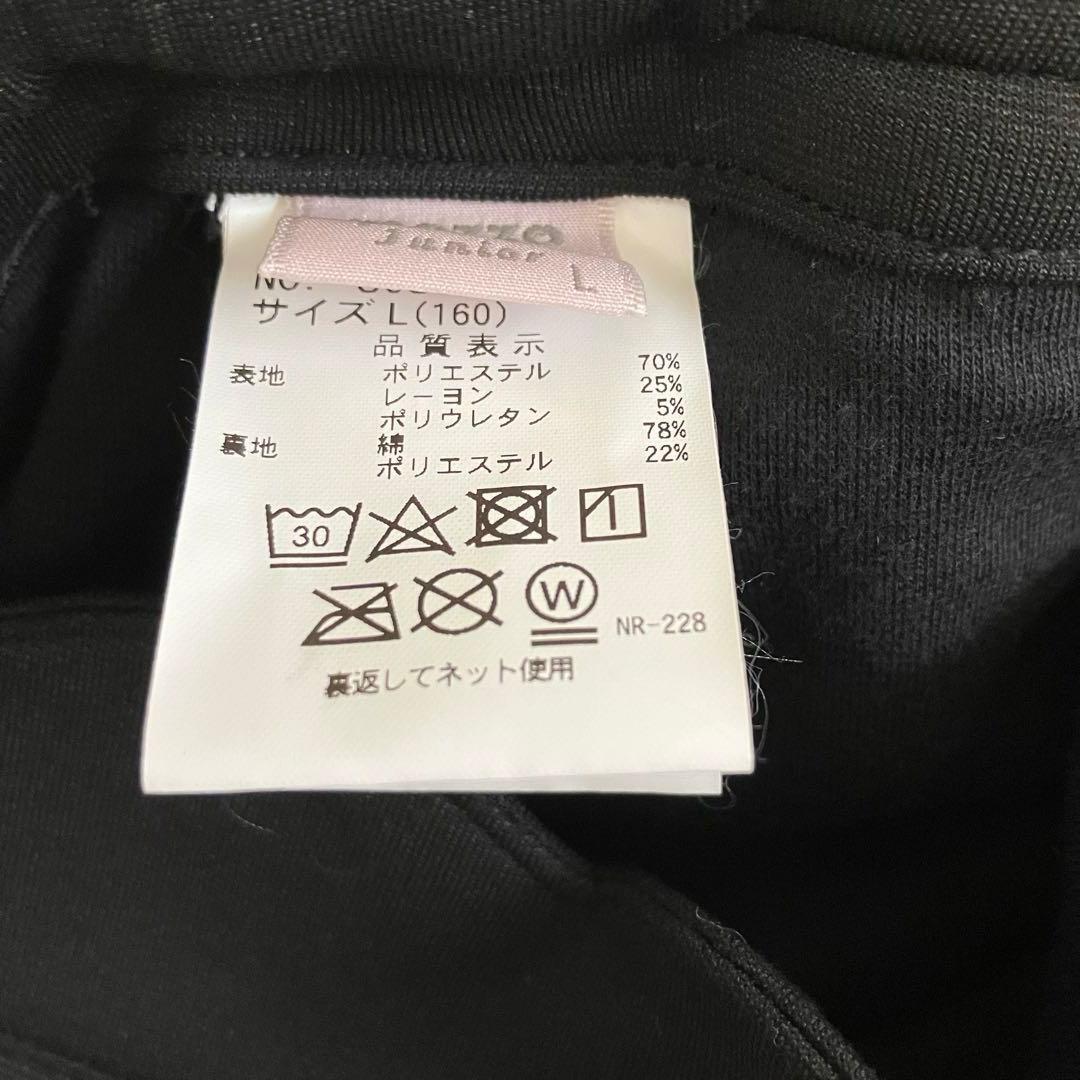 Junior
L
NO.
サイズ L(160)
品質表示
表地 ポリエステル 70%
レーヨン 25%
ポリウレタン 5%
裏地 綿 78%
ポリエステル 22%
30
W
NR-228
裏返してネット使用